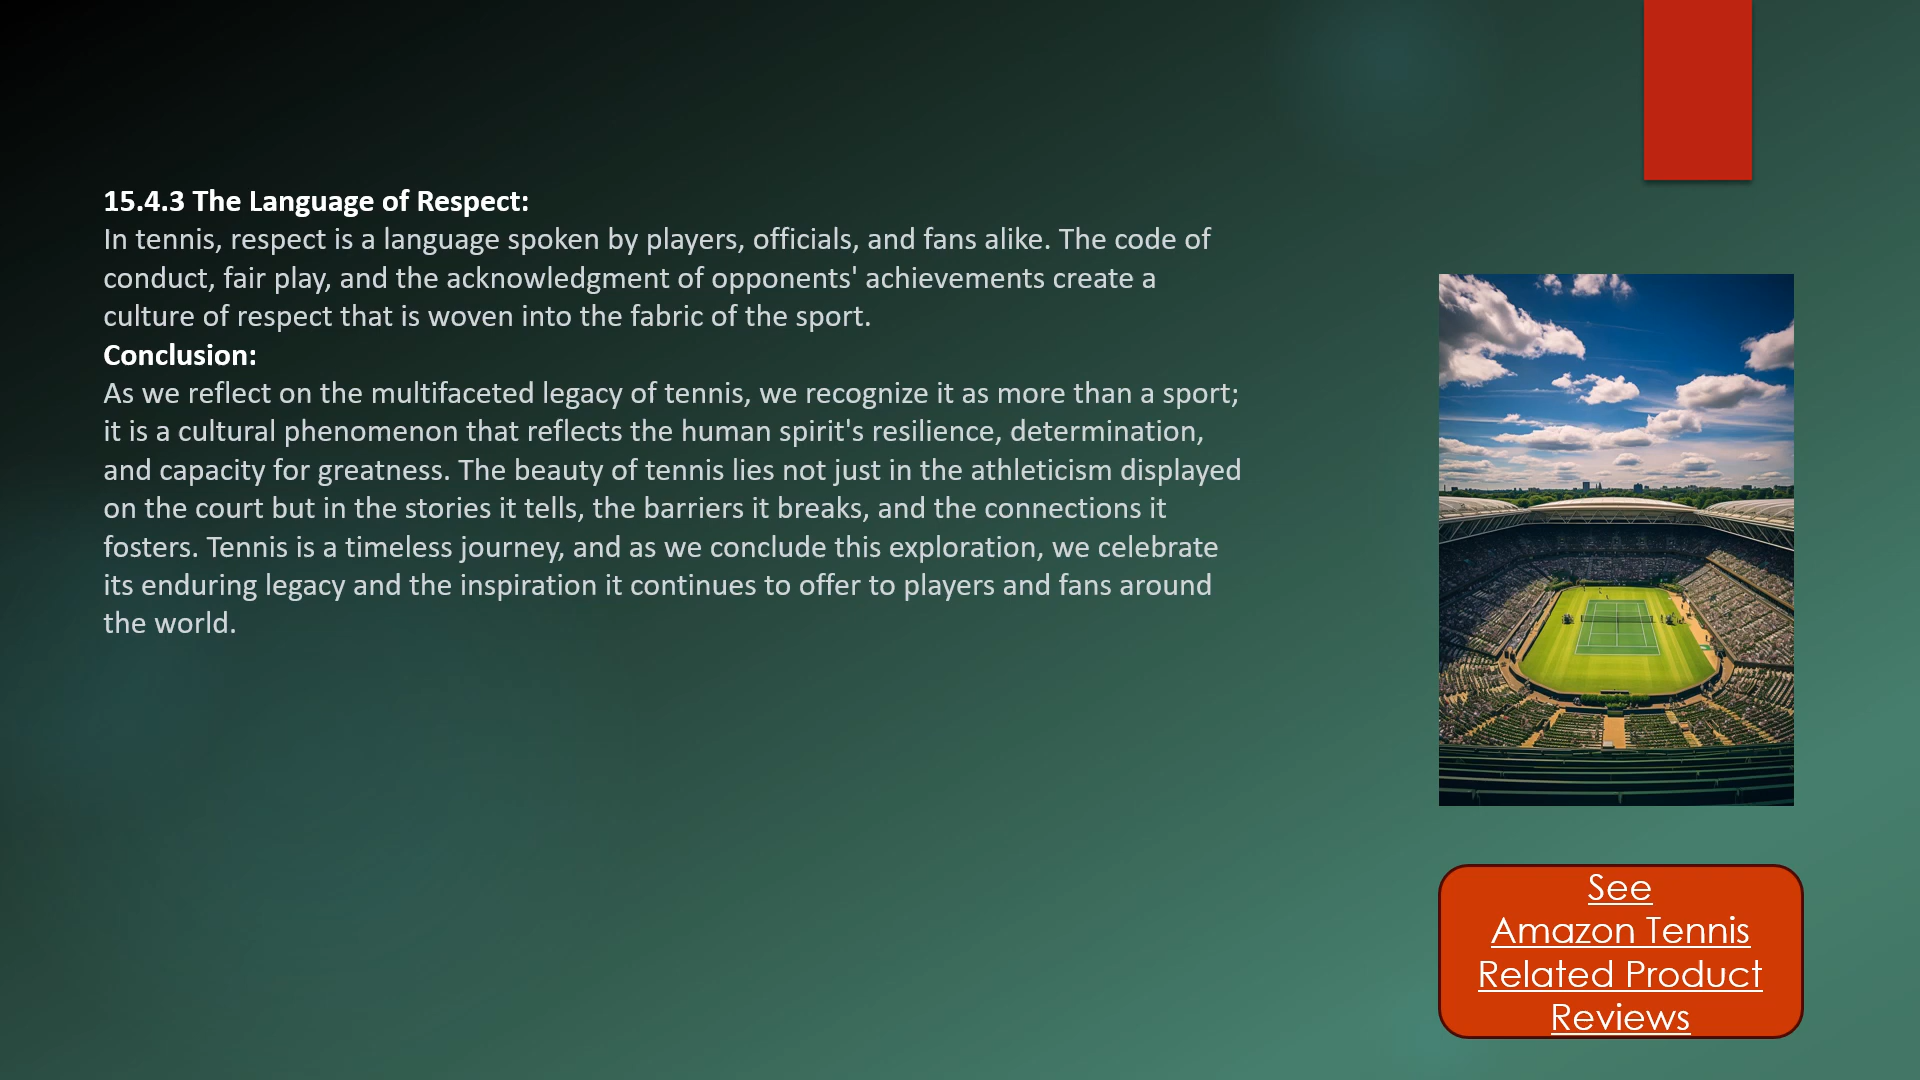 15.4.3 The Language of Respect:
In tennis, respect is a language spoken by players, officials, and fans alike. The code of
conduct, fair play, and the acknowledgment of opponents' achievements create a
culture of respect that is woven into the fabric of the sport.
Conclusion:
As we reflect on the multifaceted legacy of tennis, we recognize it as more than a sport;
it is a cultural phenomenon that reflects the human spirit's resilience, determination,
and capacity for greatness. The beauty of tennis lies not just in the athleticism displayed
on the court but in the stories it tells, the barriers it breaks, and the connections it
fosters. Tennis is a timeless journey, and as we conclude this exploration, we celebrate
its enduring legacy and the inspiration it continues to offer to players and fans around
the world.
See
Amazon Tennis
Related Product
Reviews